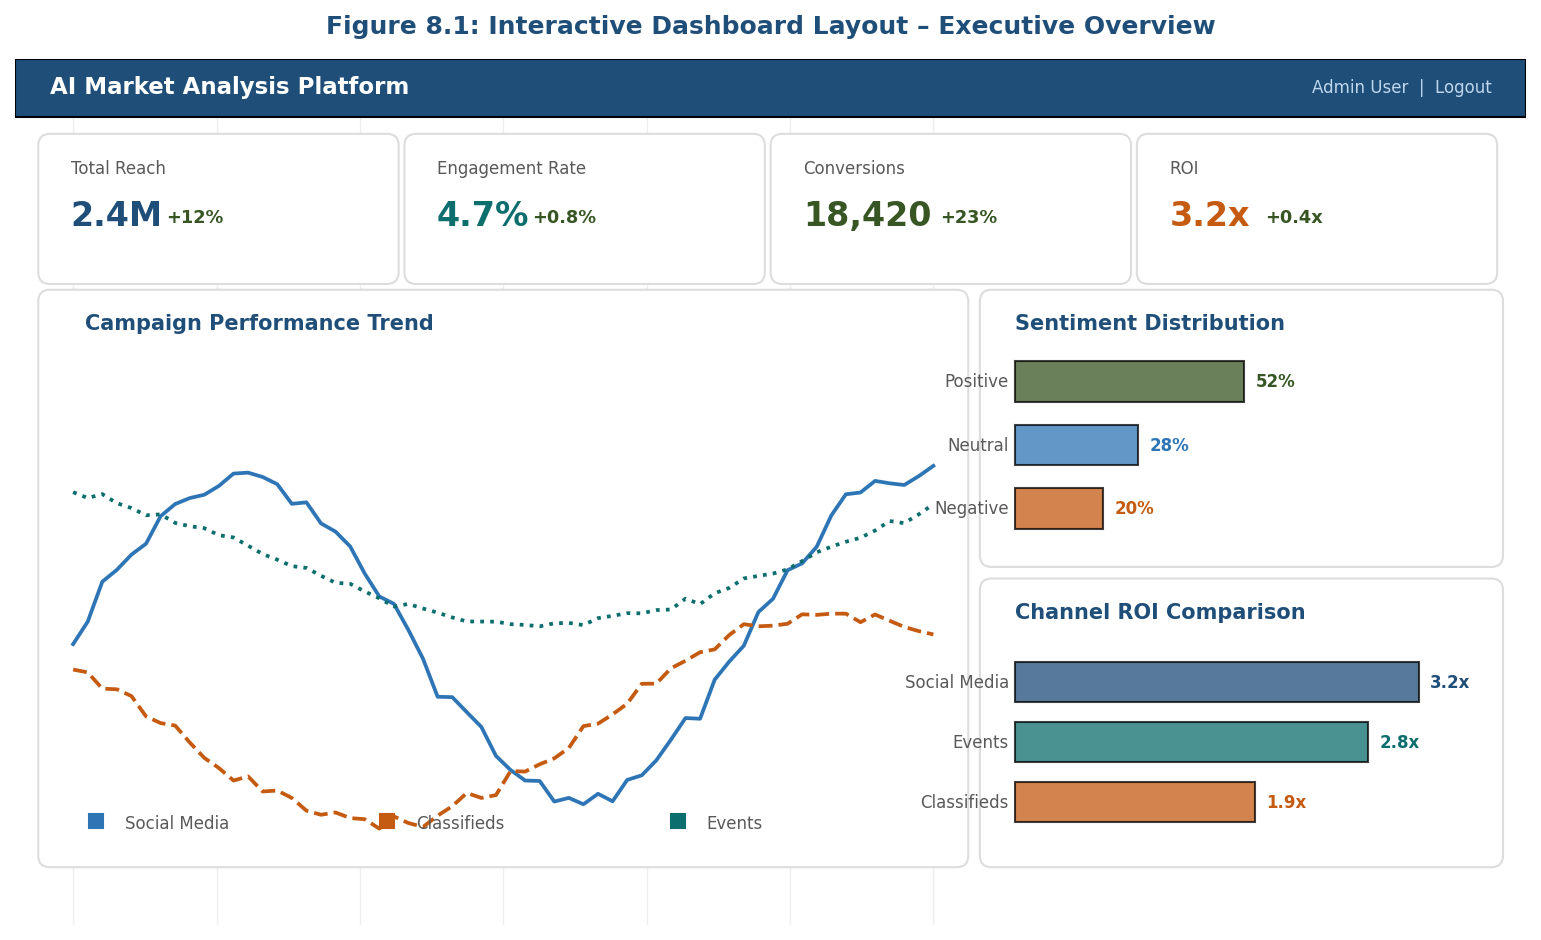 Figure 8.1: Interactive Dashboard Layout – Executive Overview
AI Market Analysis Platform
Admin User | Logout
Total Reach
2.4M +12%
Engagement Rate
4.7% +0.8%
Conversions
18,420 +23%
ROI
3.2x +0.4x
Campaign Performance Trend
Social Media
Classifieds
Events
Sentiment Distribution
Positive 52%
Neutral 28%
Negative 20%
Channel ROI Comparison
Social Media 3.2x
Events 2.8x
Classifieds 1.9x